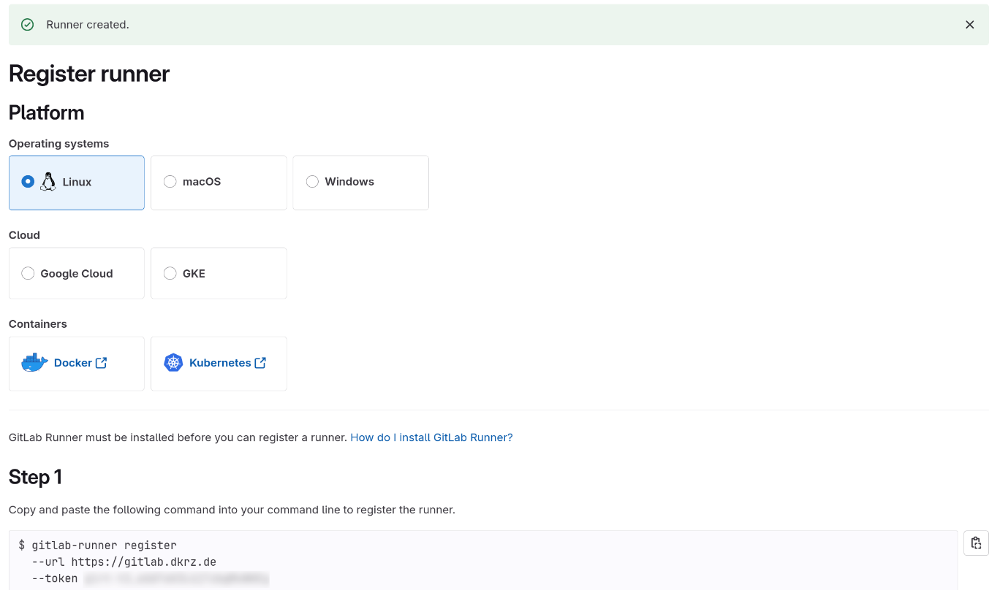 Runner created.
Register runner
Platform
Operating systems
Linux
macOS
Windows
Cloud
Google Cloud
GKE
Containers
Docker
Kubernetes
GitLab Runner must be installed before you can register a runner. How do I install GitLab Runner?
Step 1
Copy and paste the following command into your command line to register the runner.
$ gitlab-runner register
--url https://gitlab.dkrz.de
--token